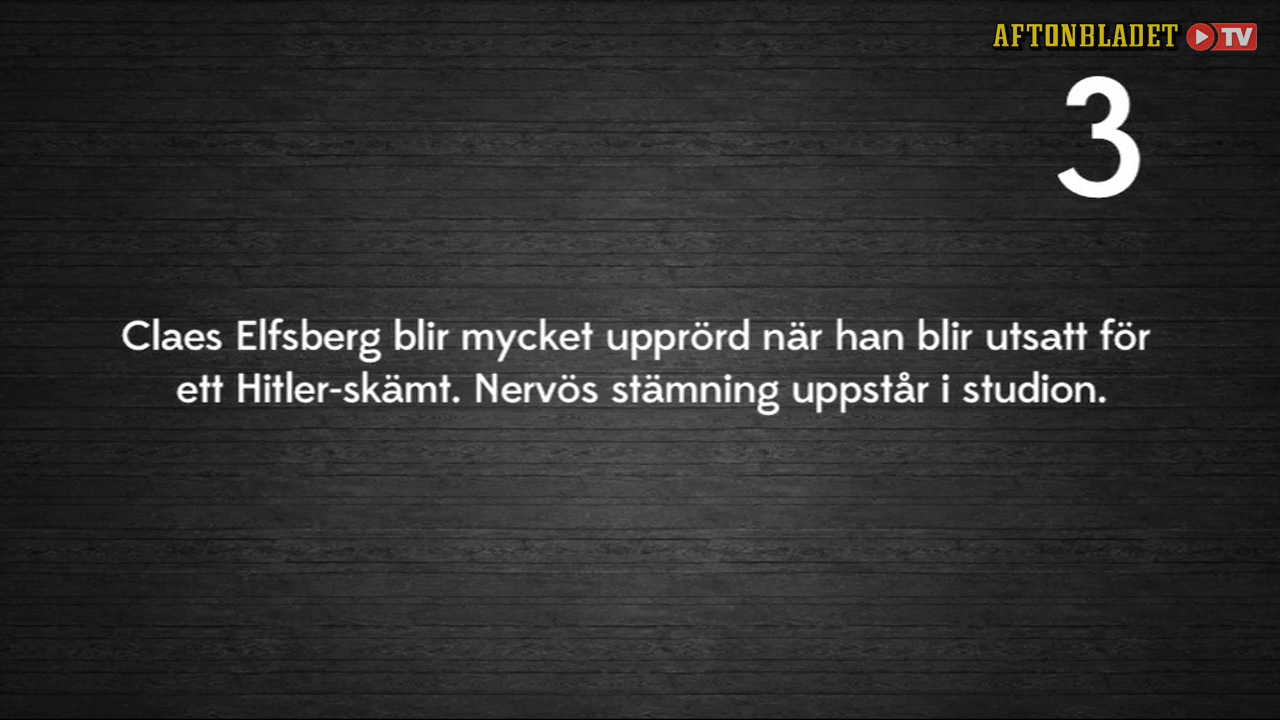 AFTONBLADET TV
3
Claes Elfsberg blir mycket upprörd när han blir utsatt för
ett Hitler-skämt. Nervös stämning uppstår i studion.